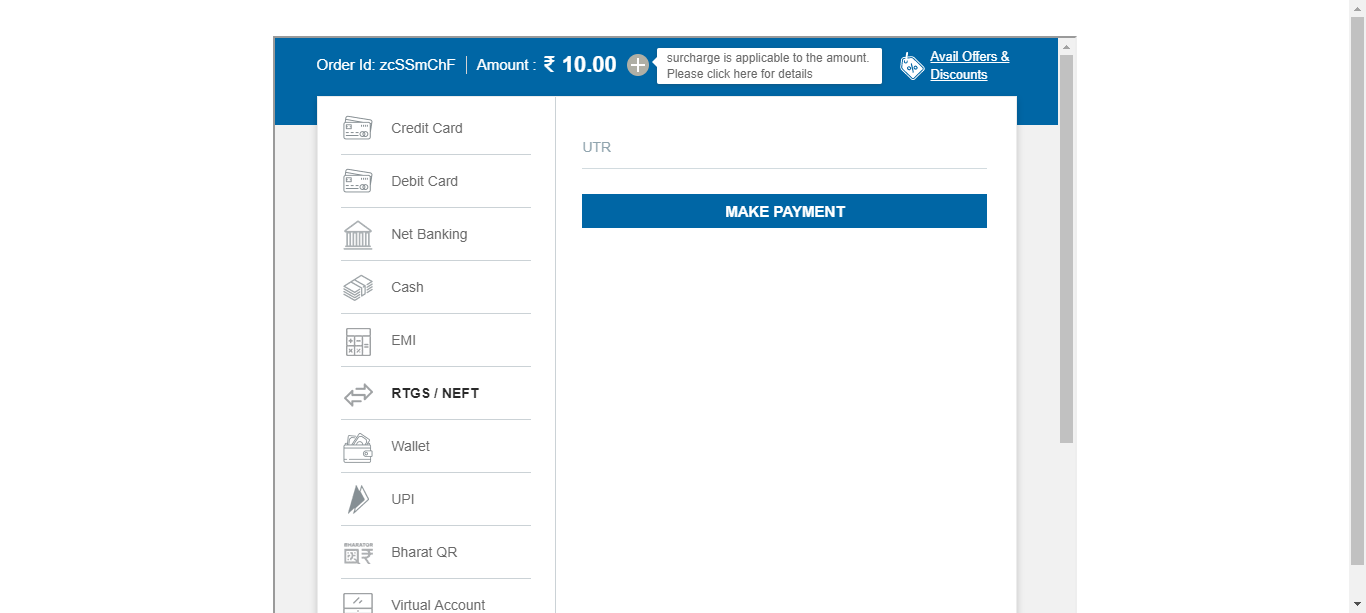 Order Id: zcSSmChF | Amount : ₹ 10.00
surcharge is applicable to the amount.
Please click here for details
Avail Offers &
Discounts
Credit Card
Debit Card
Net Banking
Cash
EMI
RTGS / NEFT
Wallet
UPI
BHARATQR
Bharat QR
Virtual Account
UTR
MAKE PAYMENT